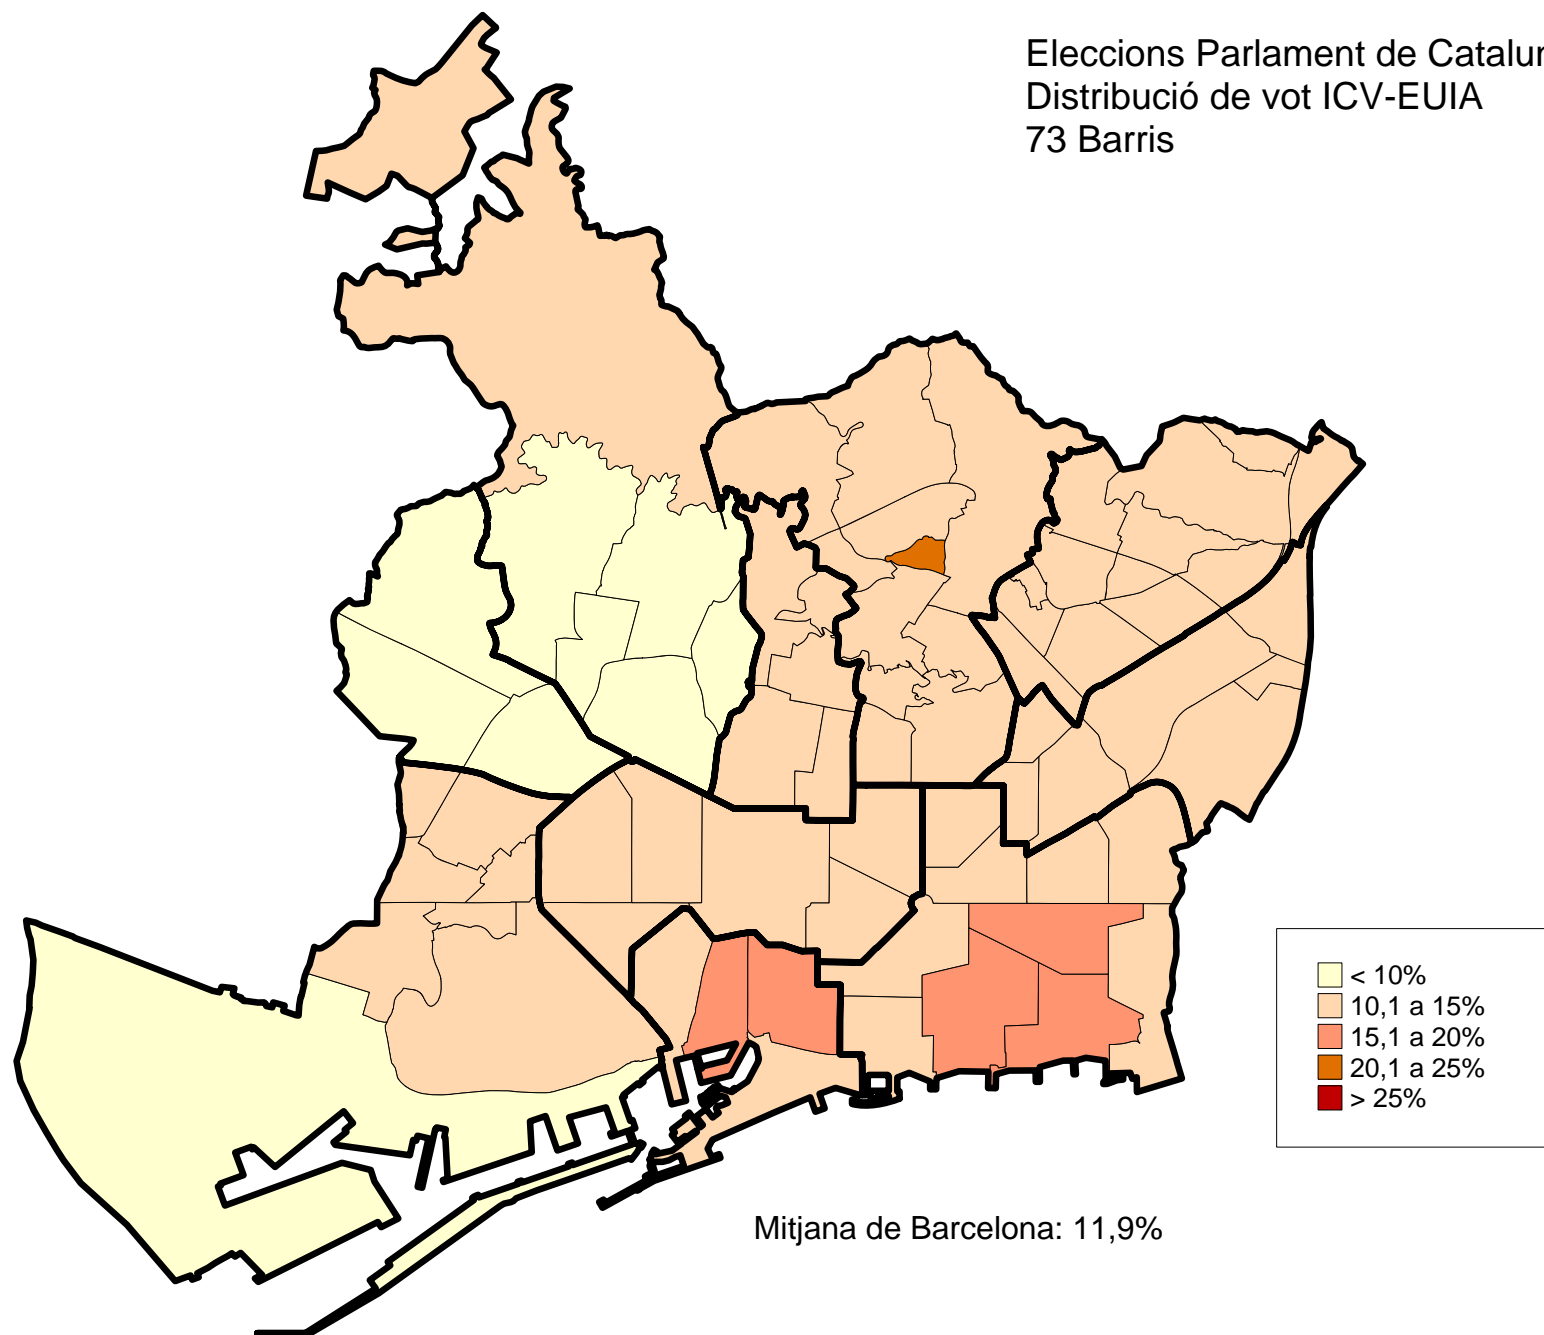 Eleccions Parlament de Catalu
Distribució de vot ICV-EUIA
73 Barris
< 10%
10,1 a 15%
15,1 a 20%
20,1 a 25%
> 25%
Mitjana de Barcelona: 11,9%